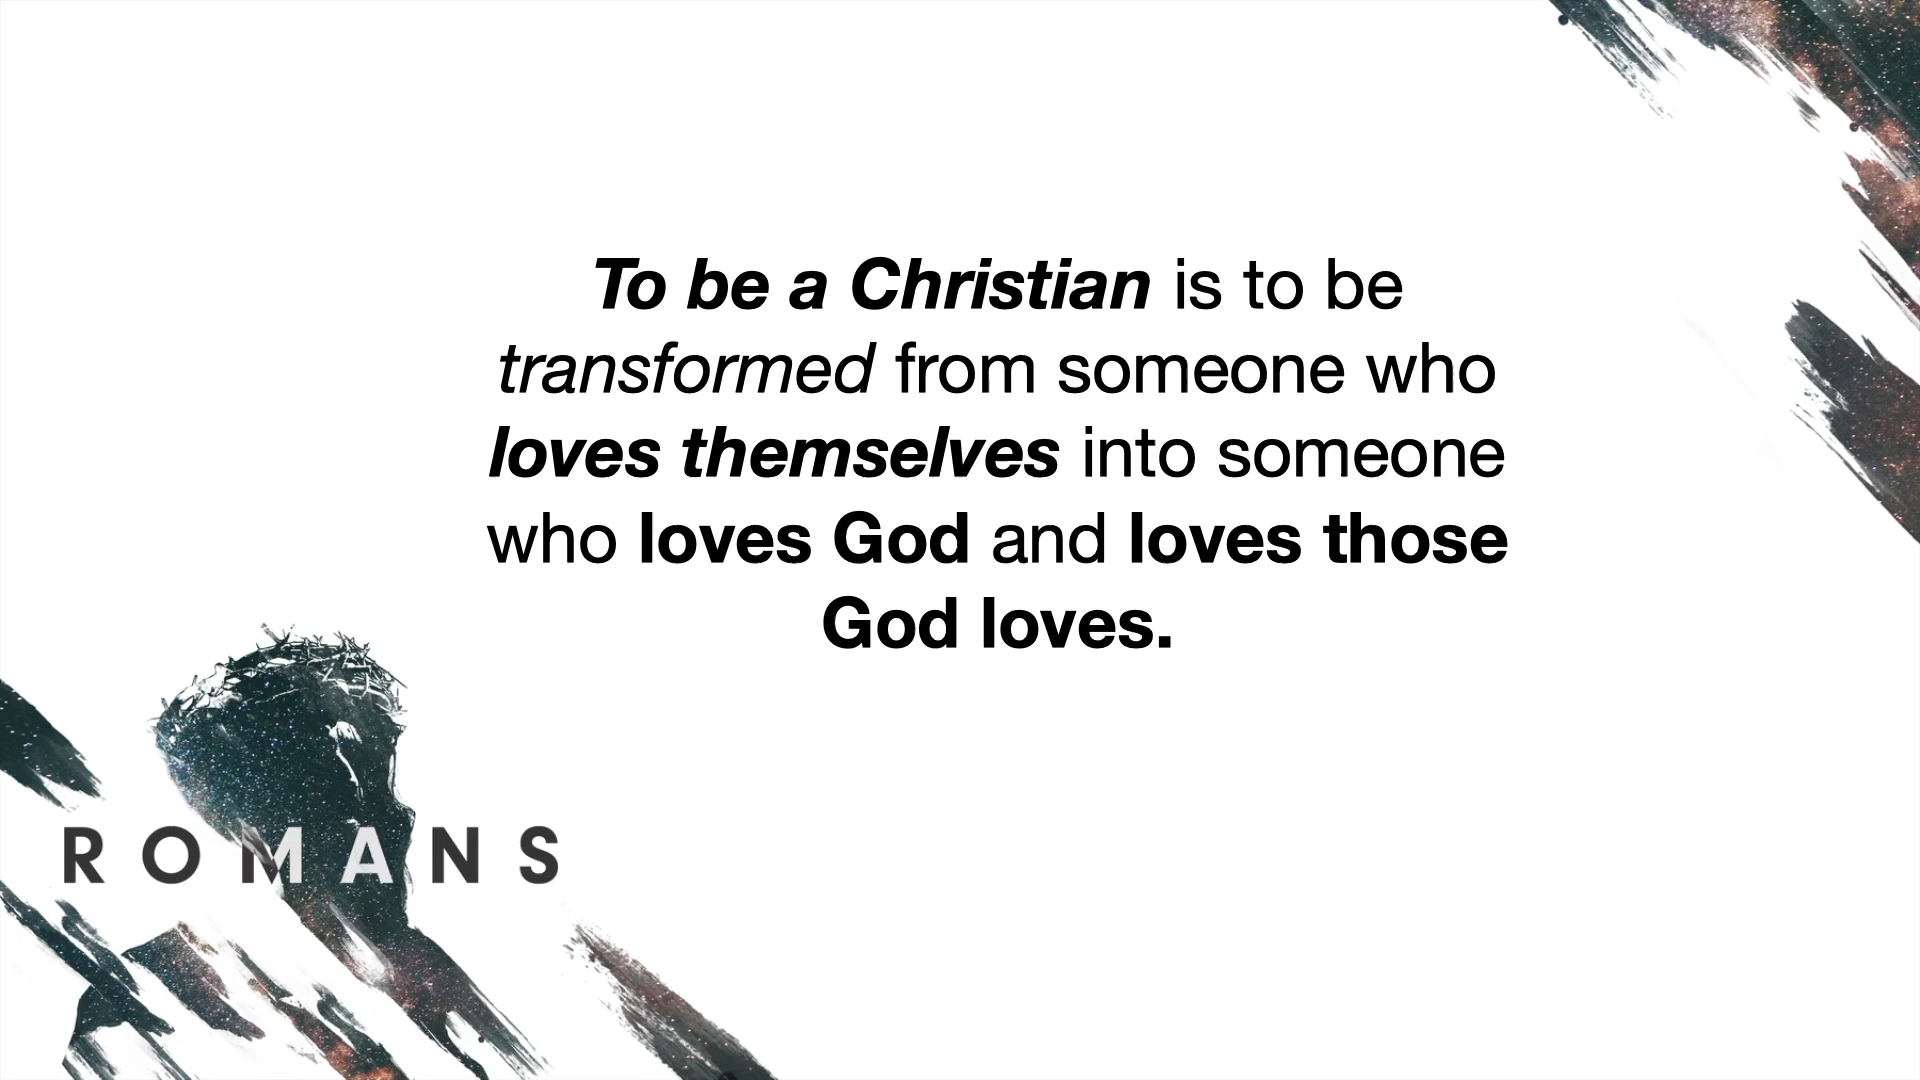 To be a Christian is to be
transformed from someone who
loves themselves into someone
who loves God and loves those
God loves.
ROMANS